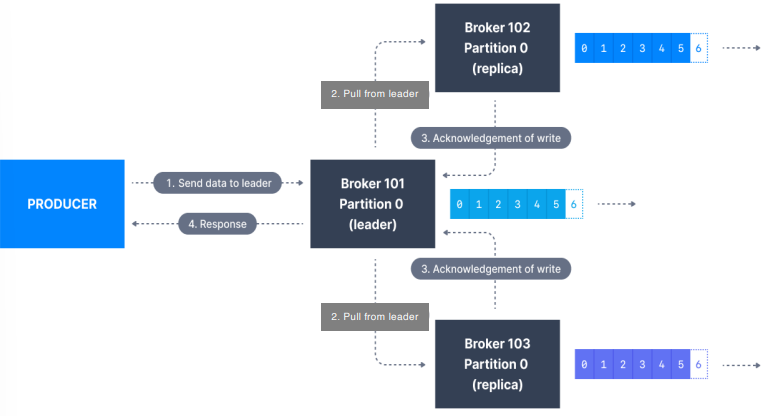 Broker 102
Partition 0
(replica)
0 1 2 3 4 5 6
2. Pull from leader
3. Acknowledgement of write
PRODUCER
1. Send data to leader
4. Response
Broker 101
Partition 0
(leader)
0 1 2 3 4 5 6
3. Acknowledgement of write
2. Pull from leader
Broker 103
Partition 0
(replica)
0 1 2 3 4 5 6